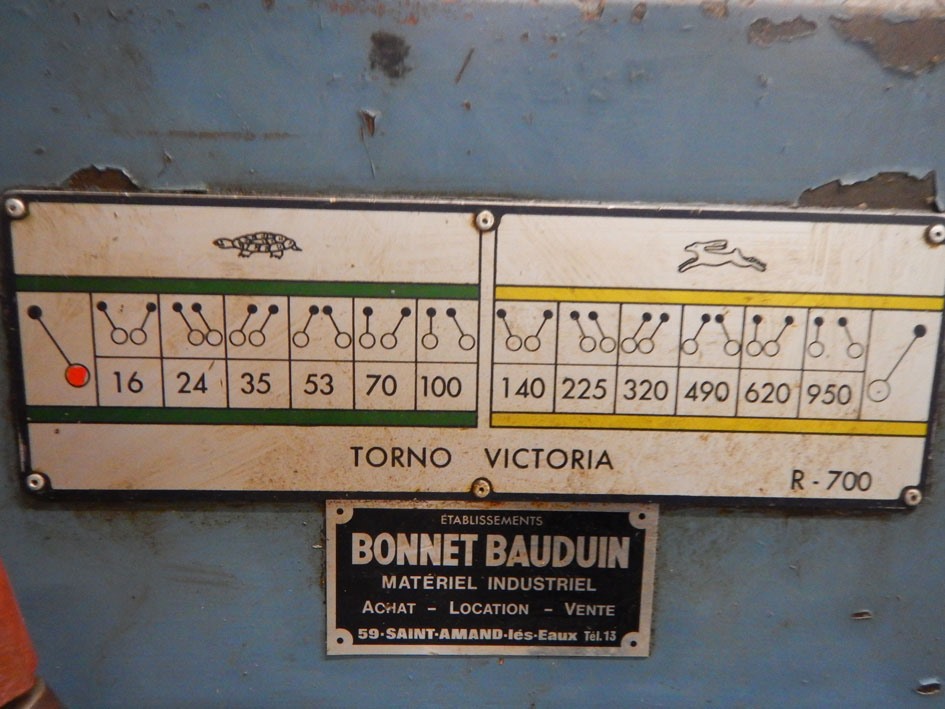 16 24 35 53 70 100 140 225 320 490 620 950
TORNO VICTORIA
R - 700
ÉTABLISSEMENTS
BONNET BAUDUIN
MATÉRIEL INDUSTRIEL
ACHAT - LOCATION - VENTE
59·SAINT·AMAND·lés·Eaux Tél.13